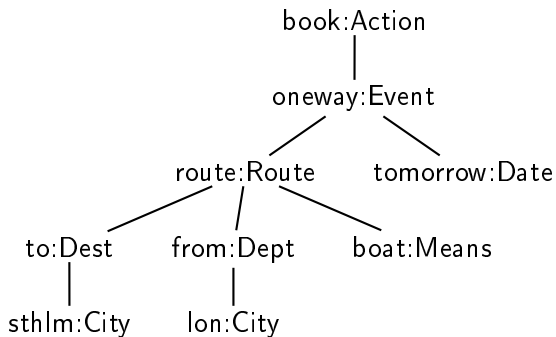 book:Action
oneway:Event
route:Route tomorrow:Date
to:Dest from:Dept boat:Means
sthlm:City lon:City